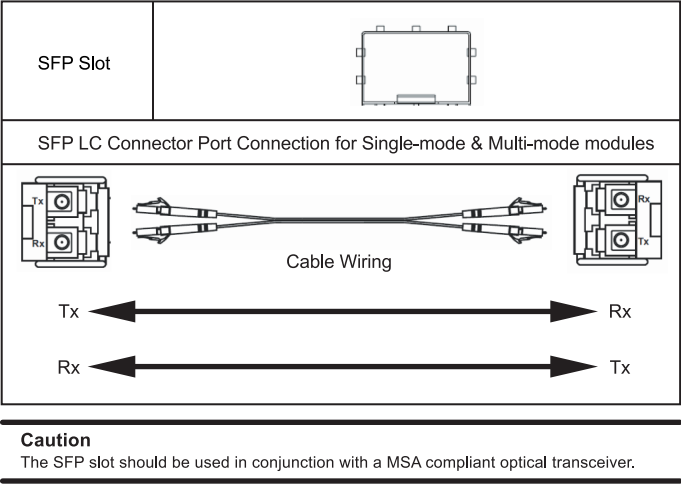 SFP Slot
SFP LC Connector Port Connection for Single-mode & Multi-mode modules
Tx
Rx
Rx
Tx
Cable Wiring
Tx Rx
Rx Tx
Caution
The SFP slot should be used in conjunction with a MSA compliant optical transceiver.